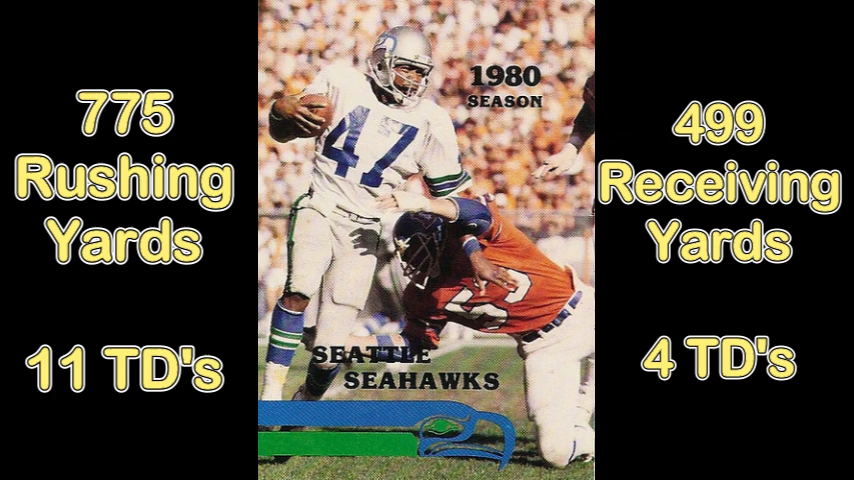 775
Rushing
Yards
11 TD's
1980
SEASON
47
SEATTLE
SEAHAWKS
499
Receiving
Yards
4 TD's